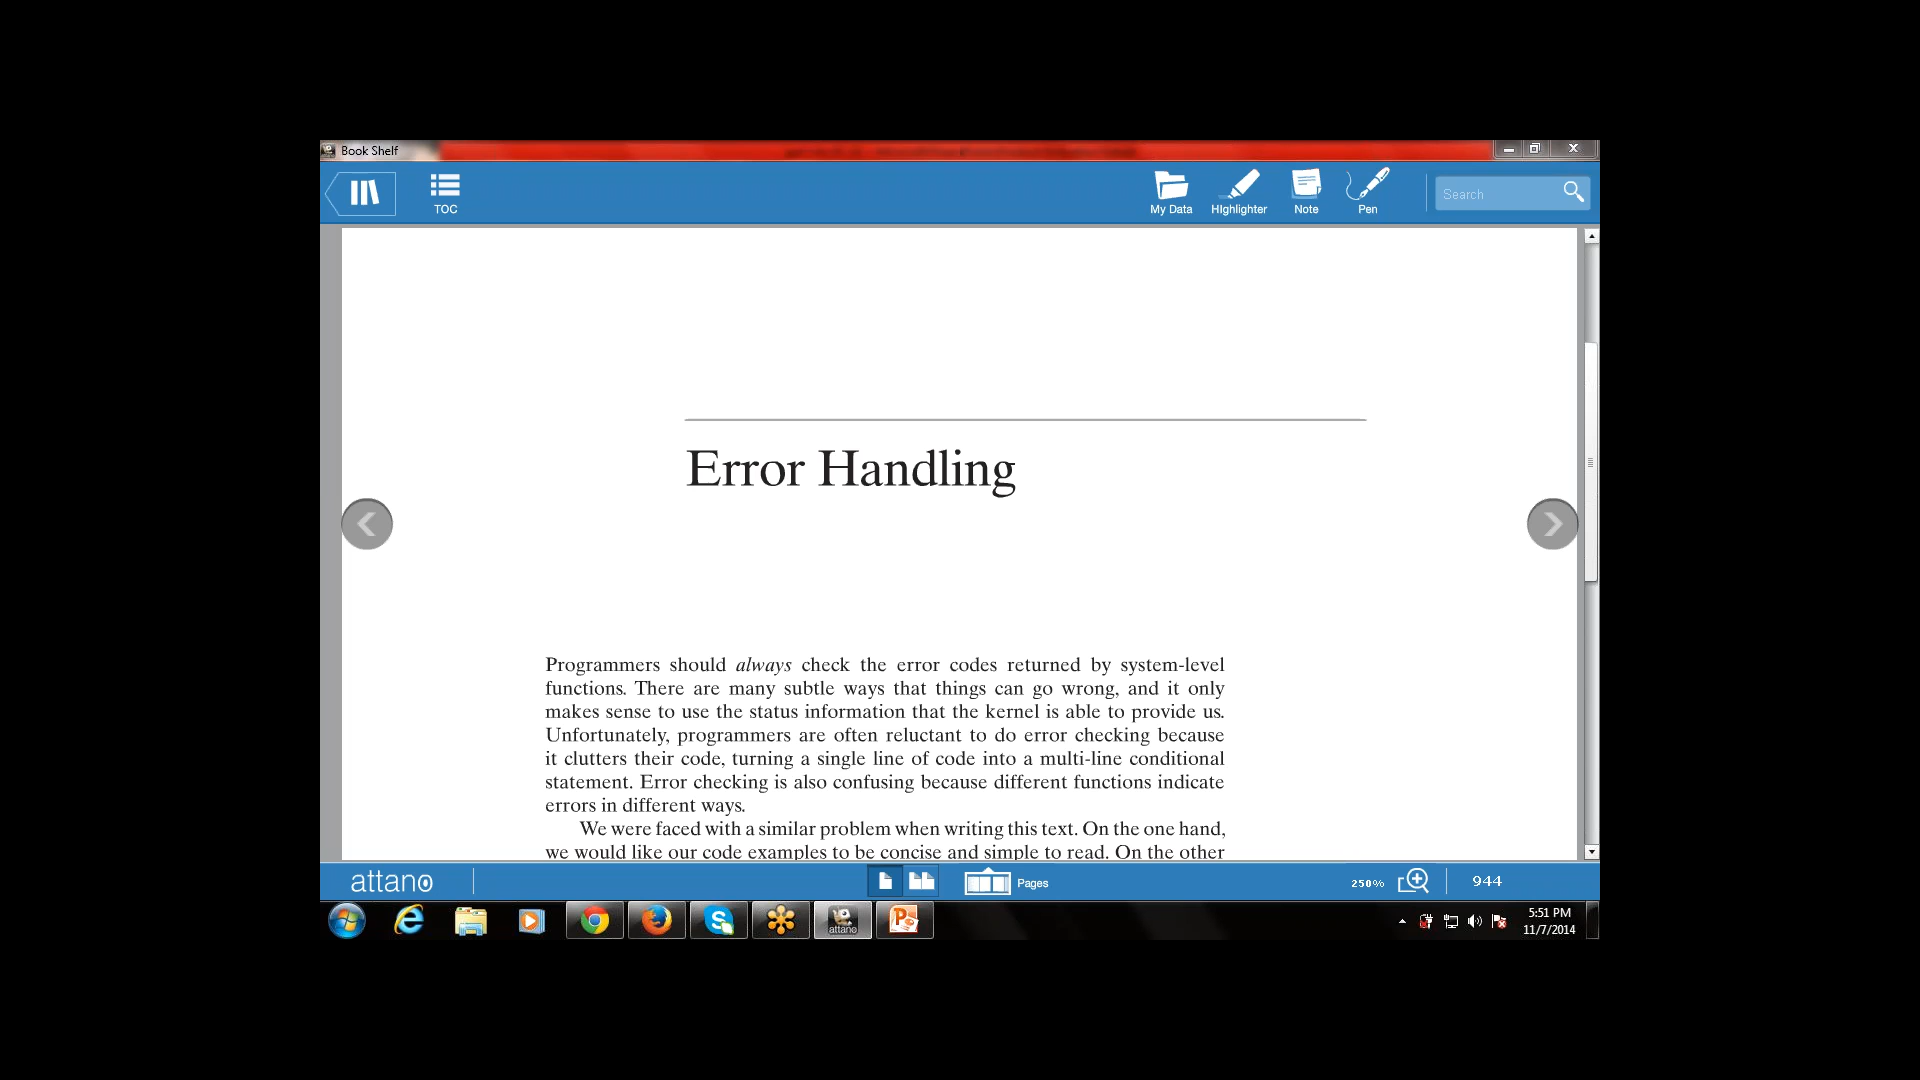 Book Shelf
TOC
My Data
HIghlighter
Note
Pen
Search
Error Handling
Programmers should always check the error codes returned by system-level
functions. There are many subtle ways that things can go wrong, and it only
makes sense to use the status information that the kernel is able to provide us.
Unfortunately, programmers are often reluctant to do error checking because
it clutters their code, turning a single line of code into a multi-line conditional
statement. Error checking is also confusing because different functions indicate
errors in different ways.
We were faced with a similar problem when writing this text. On the one hand,
we would like our code examples to be concise and simple to read. On the other
attano
Pages
250%
944
attano
5:51 PM
11/7/2014